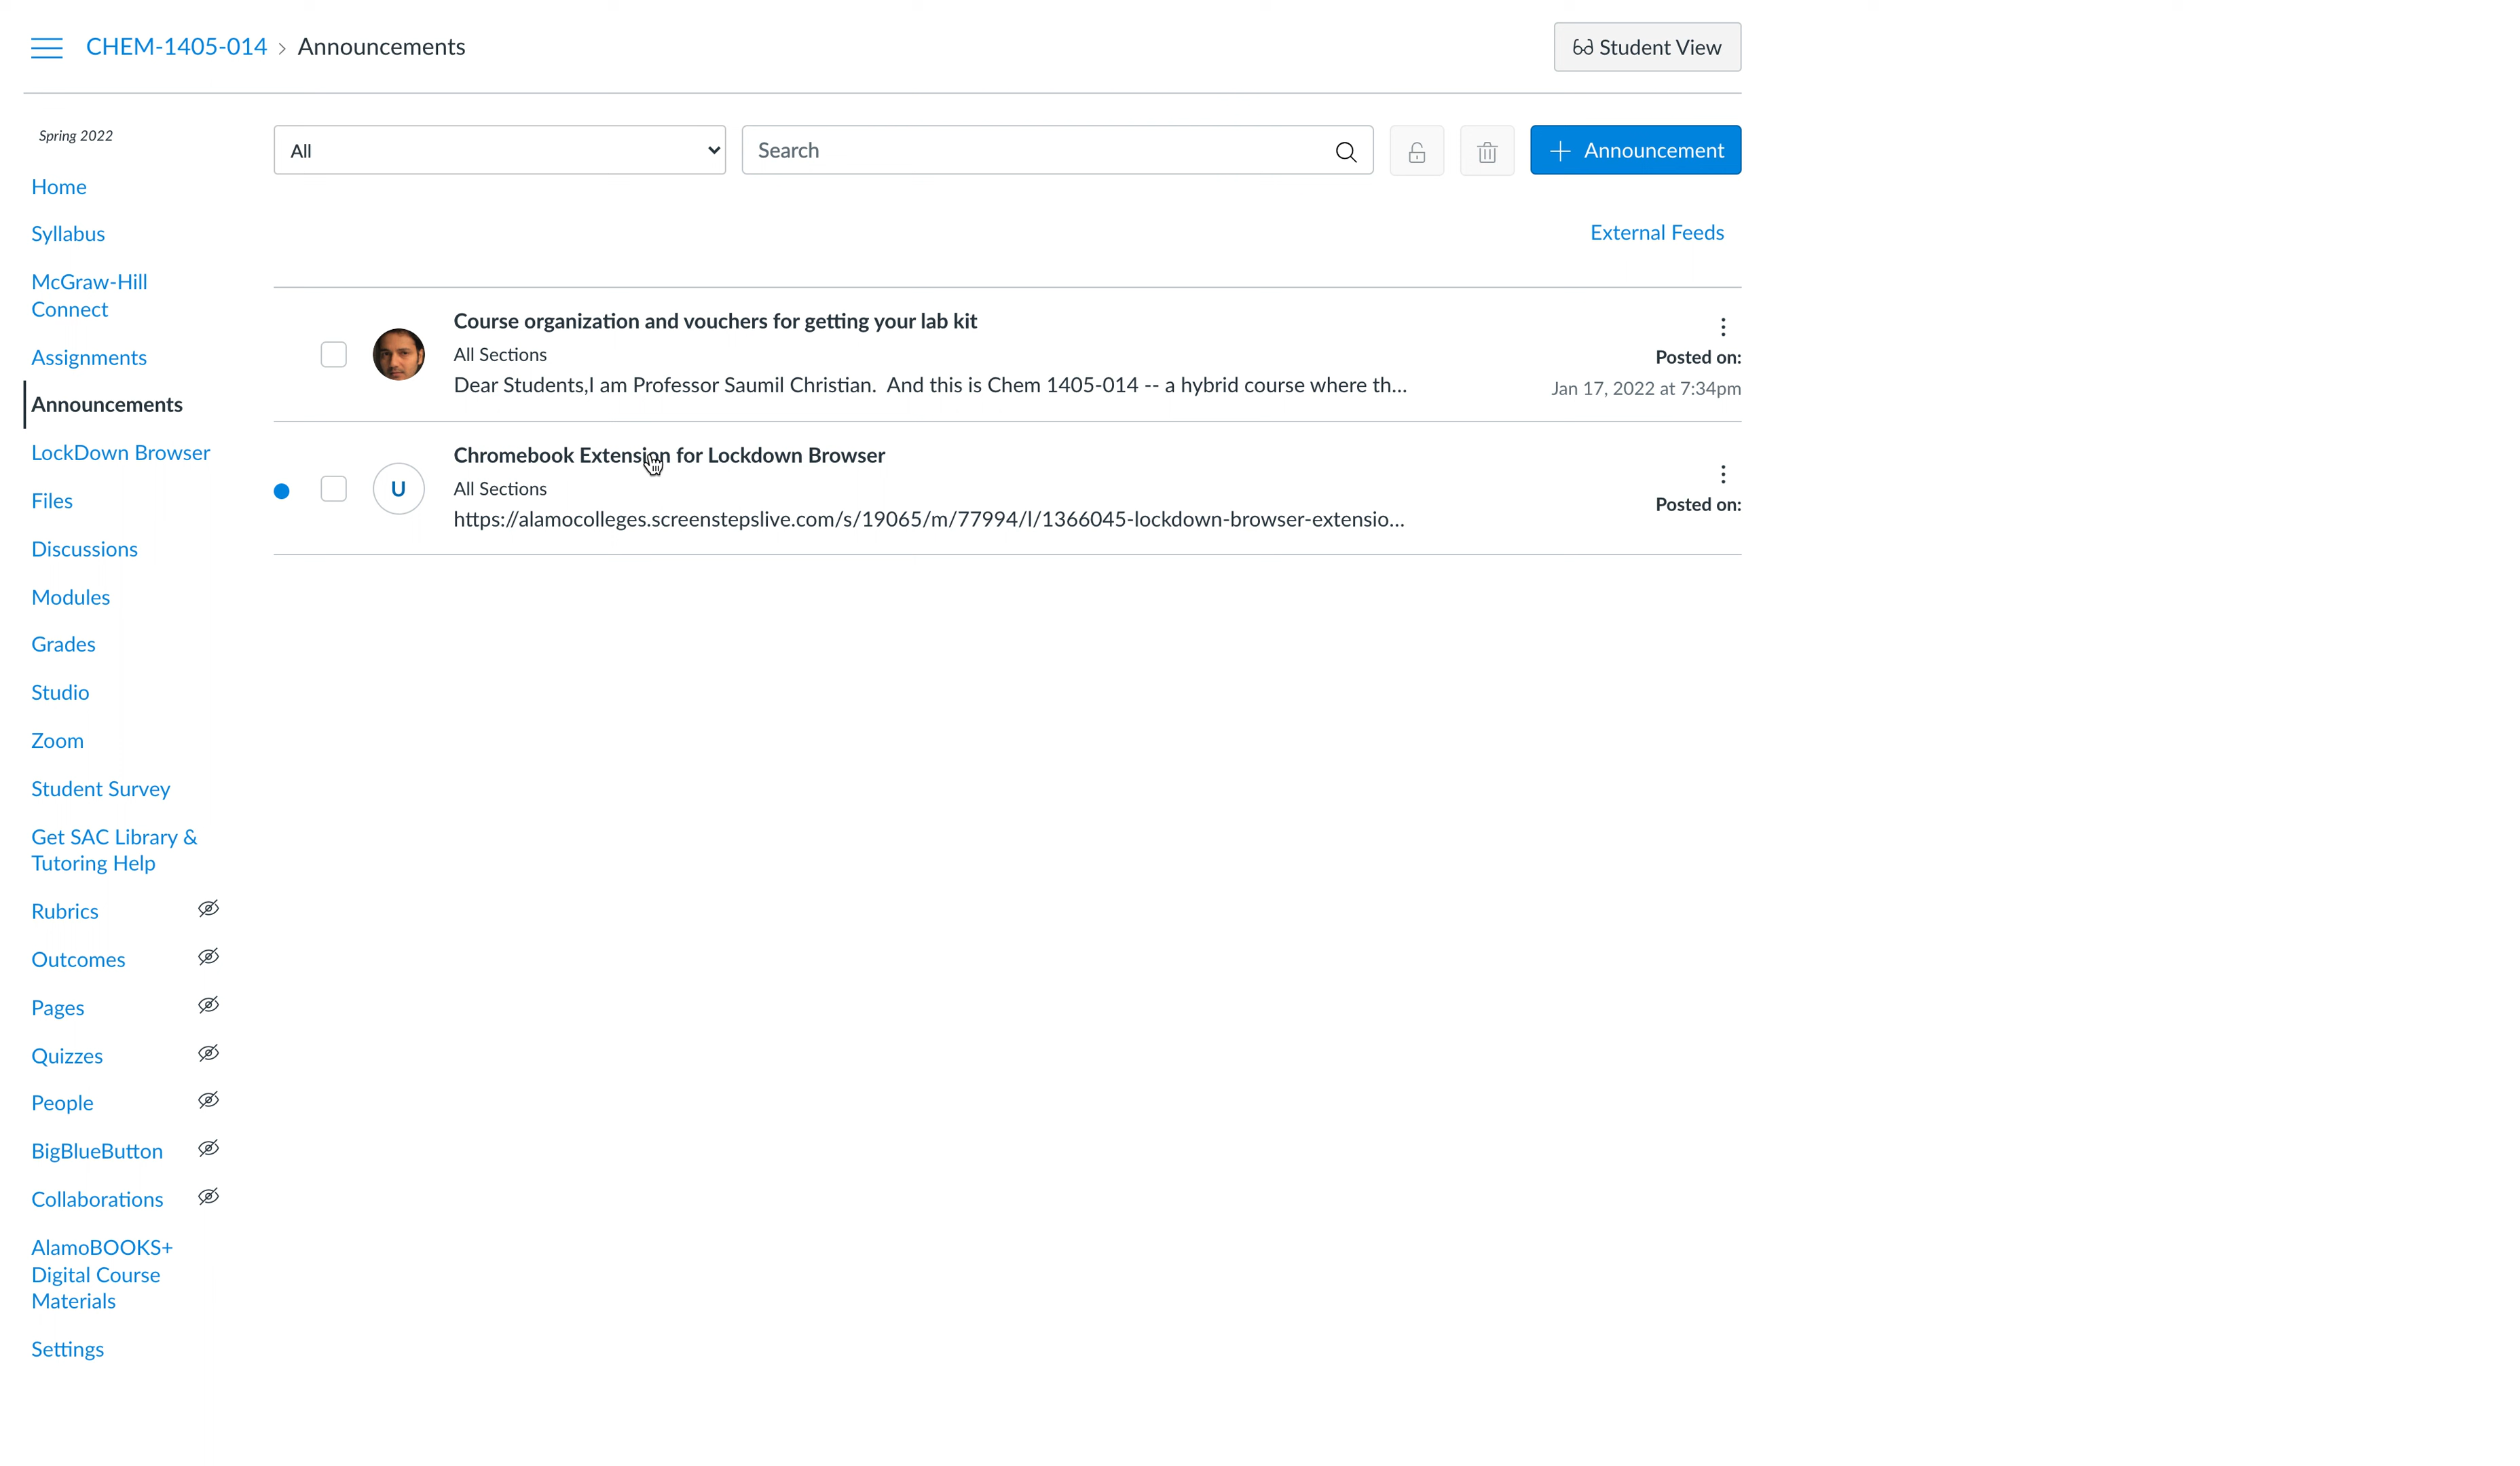 CHEM-1405-014 › Announcements
Student View
Spring 2022
Home
Syllabus
McGraw-Hill
Connect
Assignments
Announcements
LockDown Browser
Files
Discussions
Modules
Grades
Studio
Zoom
Student Survey
Get SAC Library &
Tutoring Help
Rubrics
Outcomes
Pages
Quizzes
People
BigBlueButton
Collaborations
AlamoBOOKS+
Digital Course
Materials
Settings
All
Search
Announcement
External Feeds
Course organization and vouchers for getting your lab kit
All Sections
Dear Students,I am Professor Saumil Christian.  And this is Chem 1405-014 -- a hybrid course where th...
Posted on:
Jan 17, 2022 at 7:34pm
U
Chromebook Extension for Lockdown Browser
All Sections
https://alamocolleges.screenstepslive.com/s/19065/m/77994/l/1366045-lockdown-browser-extensio...
Posted on: